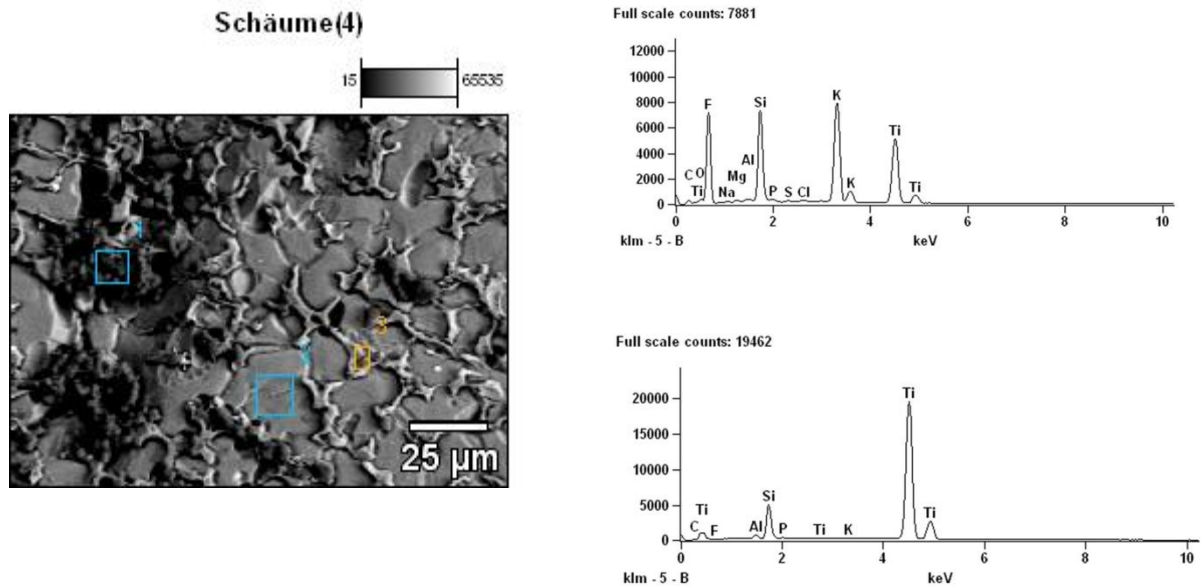 Schäume(4)
15 65535
1
2
3
25 µm
Full scale counts: 7881
12000
10000
8000
6000
4000
2000
0
F Si K Ti
C O Ti Na Mg Al P S Cl K Ti
0 2 4 6 8 10
klm - 5 - B keV
Full scale counts: 19462
20000
15000
10000
5000
0
Ti
Ti C F Al Si P Ti K Ti
0 2 4 6 8 10
klm - 5 - B keV